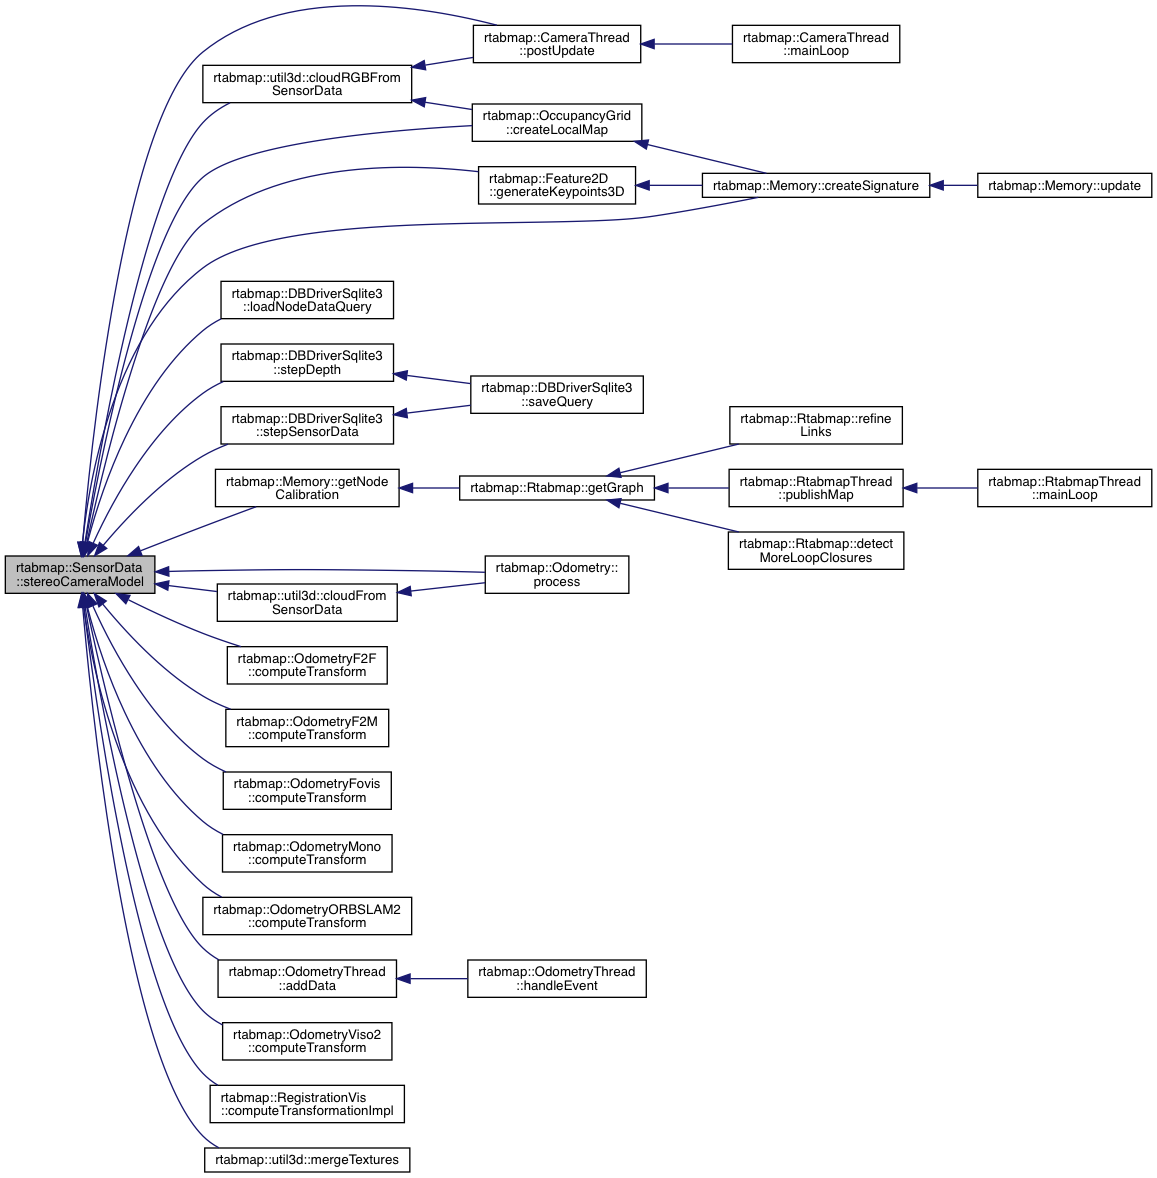 rtabmap::CameraThread
::postUpdate
rtabmap::CameraThread
::mainLoop
rtabmap::util3d::cloudRGBFrom
SensorData
rtabmap::OccupancyGrid
::createLocalMap
rtabmap::Feature2D
::generateKeypoints3D
rtabmap::Memory::createSignature
rtabmap::Memory::update
rtabmap::DBDriverSqlite3
::loadNodeDataQuery
rtabmap::DBDriverSqlite3
::stepDepth
rtabmap::DBDriverSqlite3
::saveQuery
rtabmap::DBDriverSqlite3
::stepSensorData
rtabmap::Rtabmap::refine
Links
rtabmap::Memory::getNode
Calibration
rtabmap::Rtabmap::getGraph
rtabmap::RtabmapThread
::publishMap
rtabmap::RtabmapThread
::mainLoop
rtabmap::Rtabmap::detect
MoreLoopClosures
rtabmap::SensorData
::stereoCameraModel
rtabmap::Odometry::
process
rtabmap::util3d::cloudFrom
SensorData
rtabmap::OdometryF2F
::computeTransform
rtabmap::OdometryF2M
::computeTransform
rtabmap::OdometryFovis
::computeTransform
rtabmap::OdometryMono
::computeTransform
rtabmap::OdometryORBSLAM2
::computeTransform
rtabmap::OdometryThread
::addData
rtabmap::OdometryThread
::handleEvent
rtabmap::OdometryViso2
::computeTransform
rtabmap::RegistrationVis
::computeTransformationImpl
rtabmap::util3d::mergeTextures